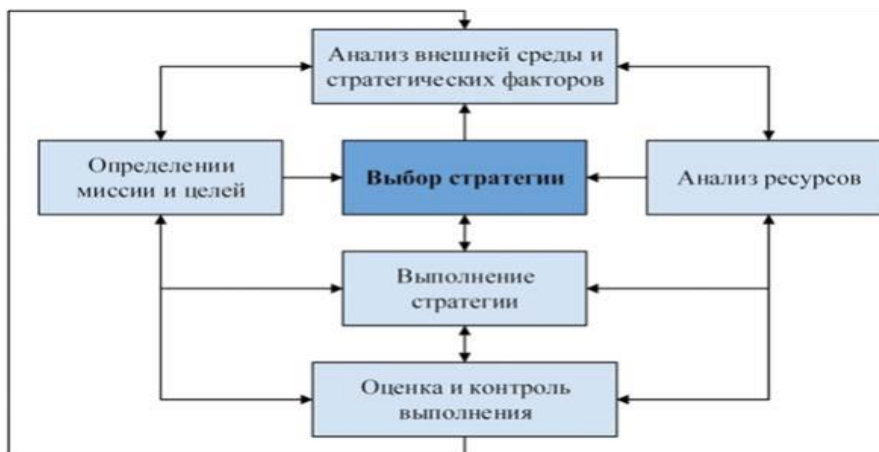 Анализ внешней среды и
стратегических факторов
Определении
миссии и целей
Выбор стратегии
Анализ ресурсов
Выполнение
стратегии
Оценка и контроль
выполнения